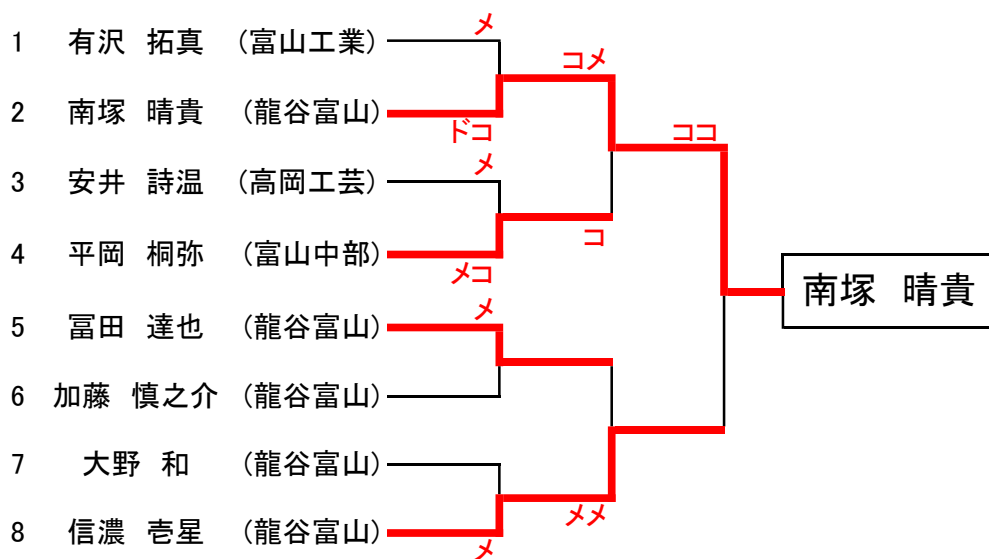 メ
1 有沢 拓真 (富山工業)
コメ
2 南塚 晴貴 (龍谷富山)
ドコ
ココ
メ
3 安井 詩温 (高岡工芸)
コ
4 平岡 桐弥 (富山中部)
メコ
南塚 晴貴
メ
5 冨田 達也 (龍谷富山)
6 加藤 慎之介 (龍谷富山)
7 大野 和 (龍谷富山)
メメ
8 信濃 壱星 (龍谷富山)
メ